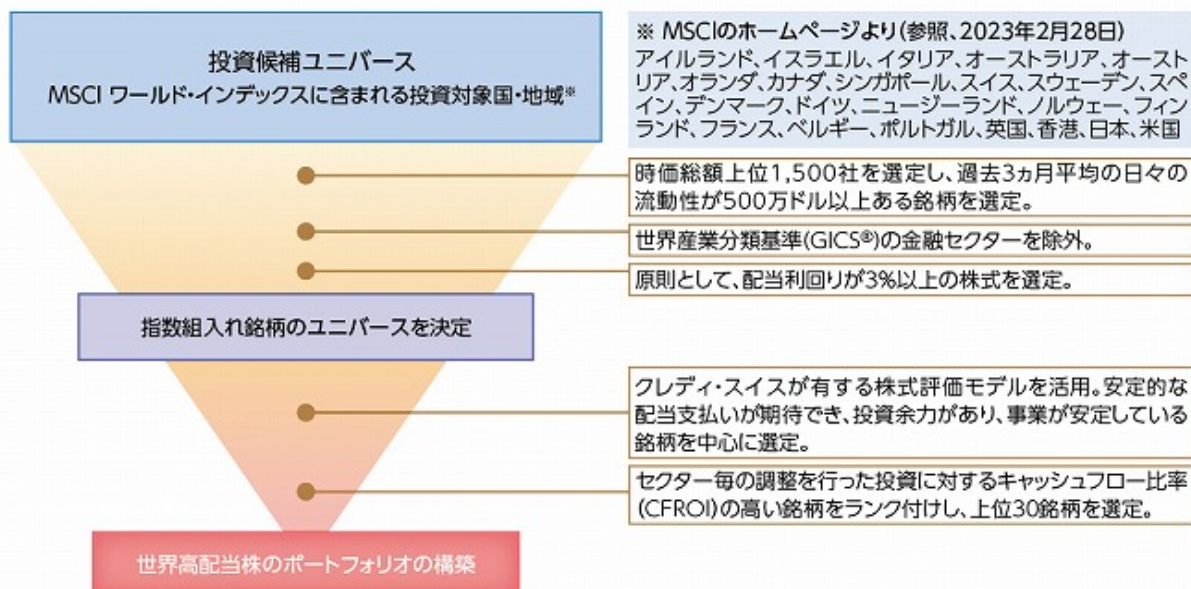 投資候補ユニバース
MSCI ワールド・インデックスに含まれる投資対象国・地域※
※ MSCIのホームページより(参照、2023年2月28日)
アイルランド、イスラエル、イタリア、オーストラリア、オースト
リア、オランダ、カナダ、シンガポール、スイス、スウェーデン、スペ
イン、デンマーク、ドイツ、ニュージーランド、ノルウェー、フィン
ランド、フランス、ベルギー、ポルトガル、英国、香港、日本、米国
時価総額上位1,500社を選定し、過去3ヵ月平均の日々の
流動性が500万ドル以上ある銘柄を選定。
世界産業分類基準(GICS®)の金融セクターを除外。
原則として、配当利回りが3%以上の株式を選定。
指数組入れ銘柄のユニバースを決定
クレディ・スイスが有する株式評価モデルを活用。安定的な
配当支払いが期待でき、投資余力があり、事業が安定している
銘柄を中心に選定。
セクター毎の調整を行った投資に対するキャッシュフロー比率
(CFROI)の高い銘柄をランク付けし、上位30銘柄を選定。
世界高配当株のポートフォリオの構築